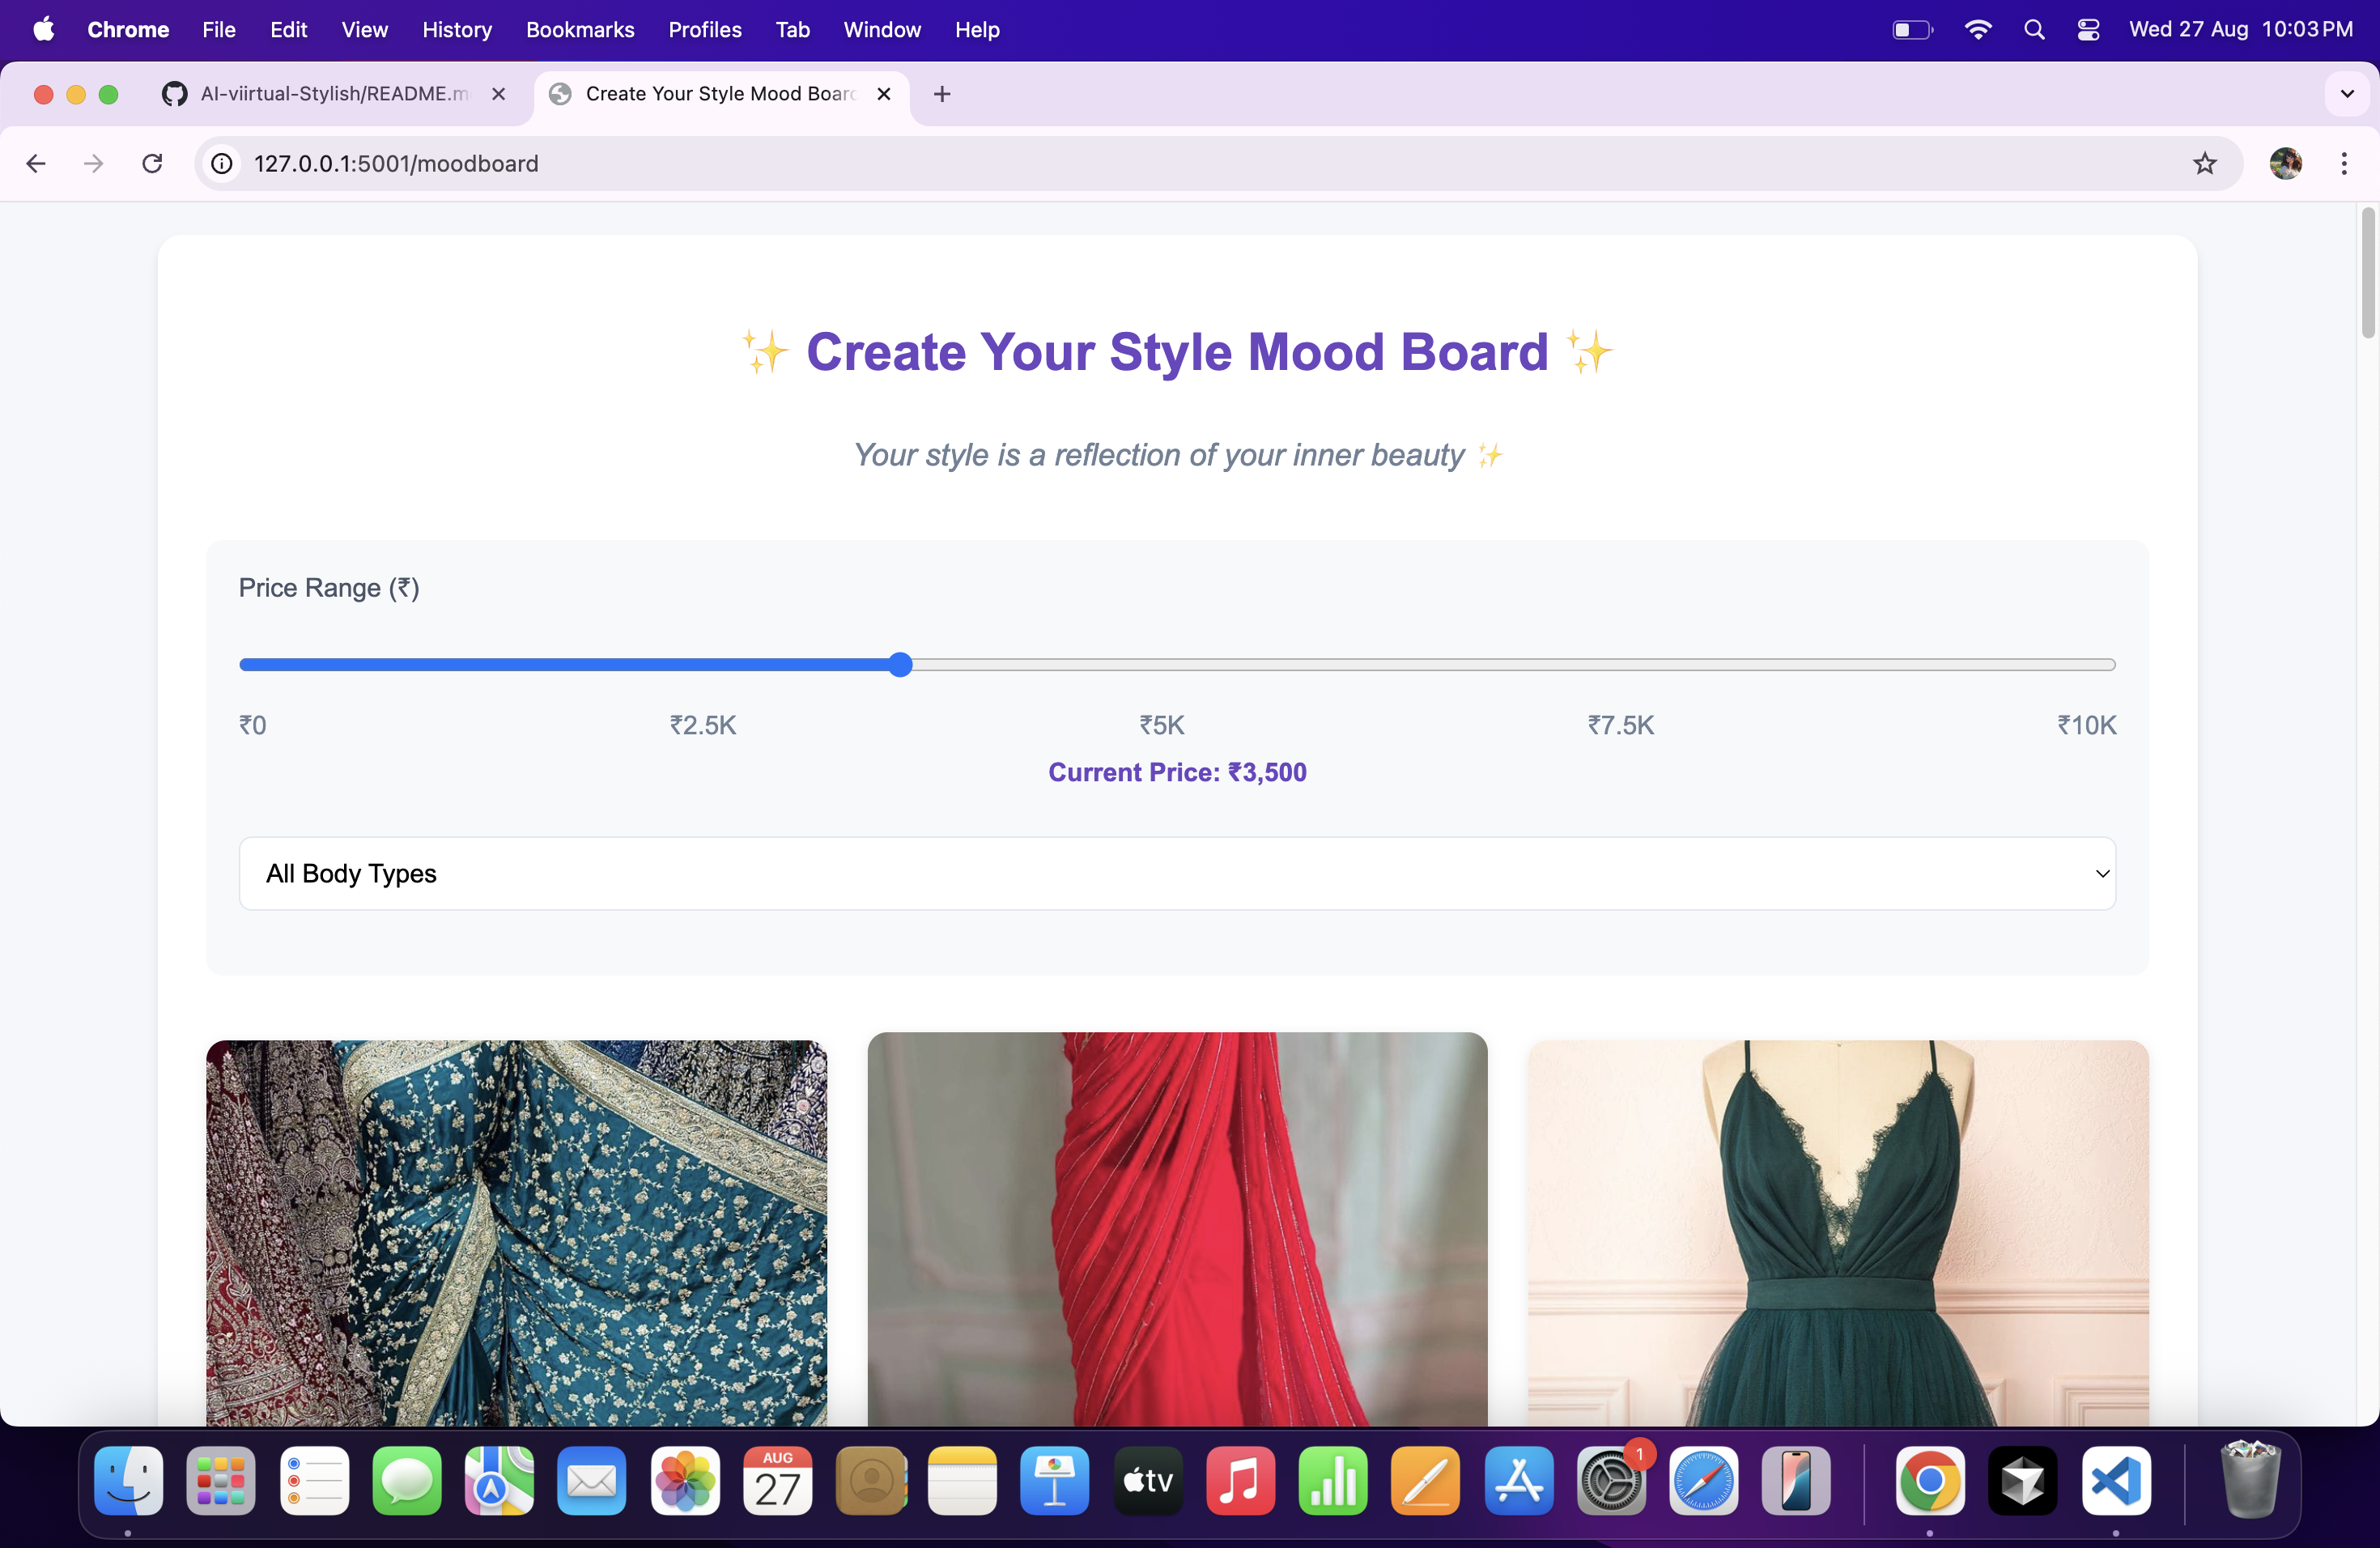 Chrome File Edit View History Bookmarks Profiles Tab Window Help Wed 27 Aug 10:03 PM
AI-viirtual-Stylish/README.m Create Your Style Mood Boar
127.0.0.1:5001/moodboard
✨ Create Your Style Mood Board ✨
Your style is a reflection of your inner beauty ✨
Price Range (₹)
₹0 ₹2.5K ₹5K ₹7.5K ₹10K
Current Price: ₹3,500
All Body Types
AUG
27
tv
1